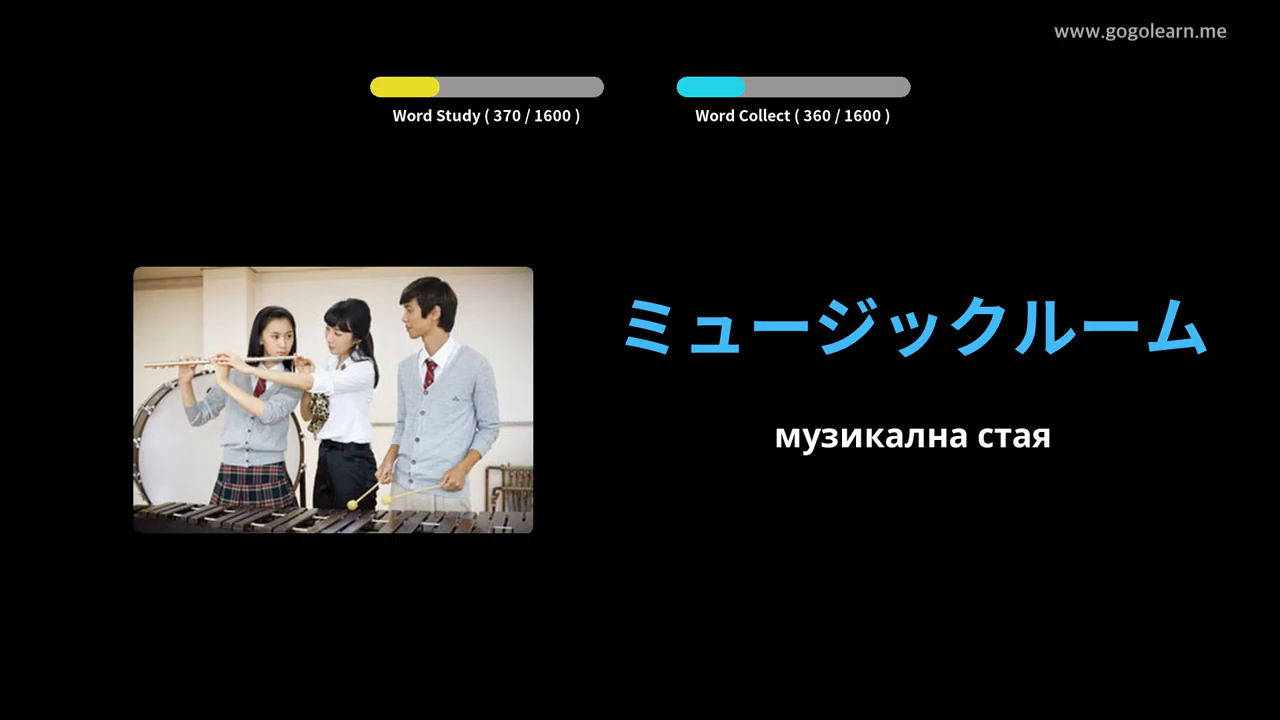 www.gogolearn.me
Word Study ( 370 / 1600 )
Word Collect ( 360 / 1600 )
ミュージックルーム
музикална стая